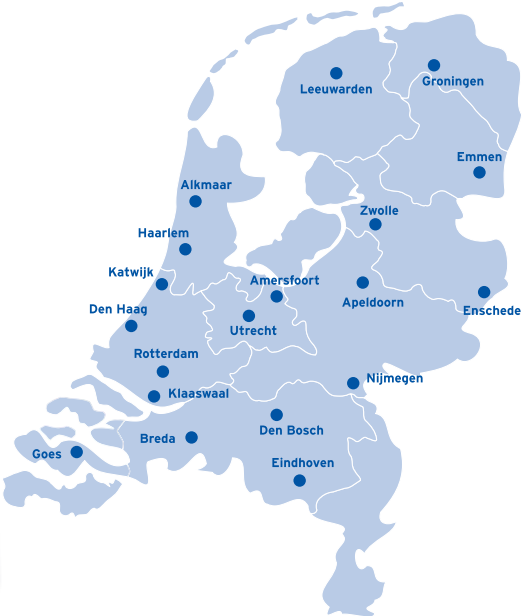 Groningen
Leeuwarden
Emmen
Alkmaar
Zwolle
Haarlem
Katwijk
Amersfoort
Apeldoorn
Den Haag
Enschede
Utrecht
Rotterdam
Nijmegen
Klaaswaal
Den Bosch
Breda
Goes
Eindhoven